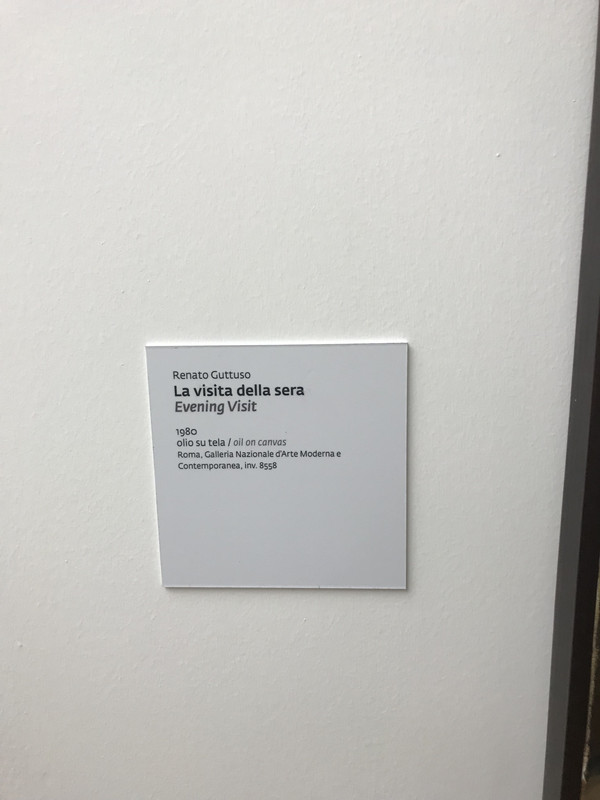 Renato Guttuso
La visita della sera
Evening Visit
1980
olio su tela / oil on canvas
Roma, Galleria Nazionale d'Arte Moderna e
Contemporanea, inv. 8558